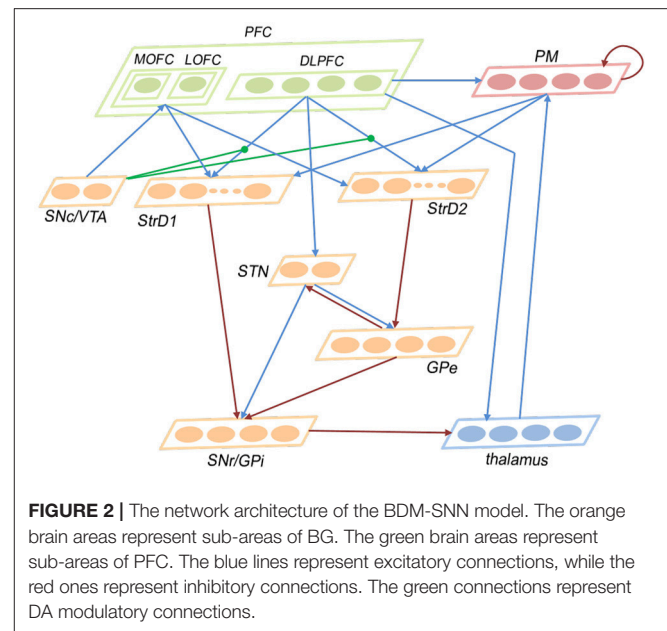 PFC
MOFC LOFC
DLPFC
PM
SNc/VTA
StrD1
StrD2
STN
GPe
SNr/GPi
thalamus
FIGURE 2 | The network architecture of the BDM-SNN model. The orange
brain areas represent sub-areas of BG. The green brain areas represent
sub-areas of PFC. The blue lines represent excitatory connections, while the
red ones represent inhibitory connections. The green connections represent
DA modulatory connections.